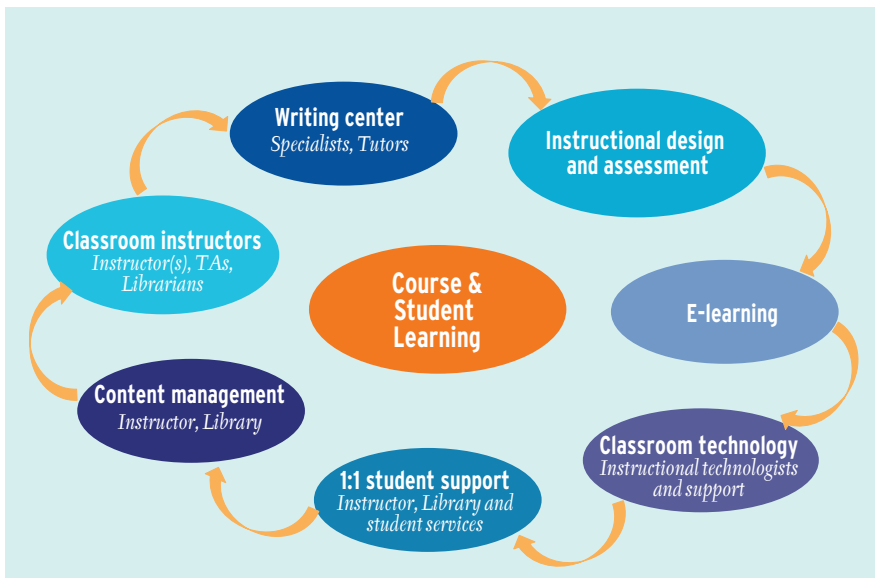 Writing center
Specialists, Tutors
Instructional design
and assessment
Classroom instructors
Instructor(s), TAs,
Librarians
Course &
Student
Learning
E-learning
Content management
Instructor, Library
Classroom technology
Instructional technologists
and support
1:1 student support
Instructor, Library and
student services